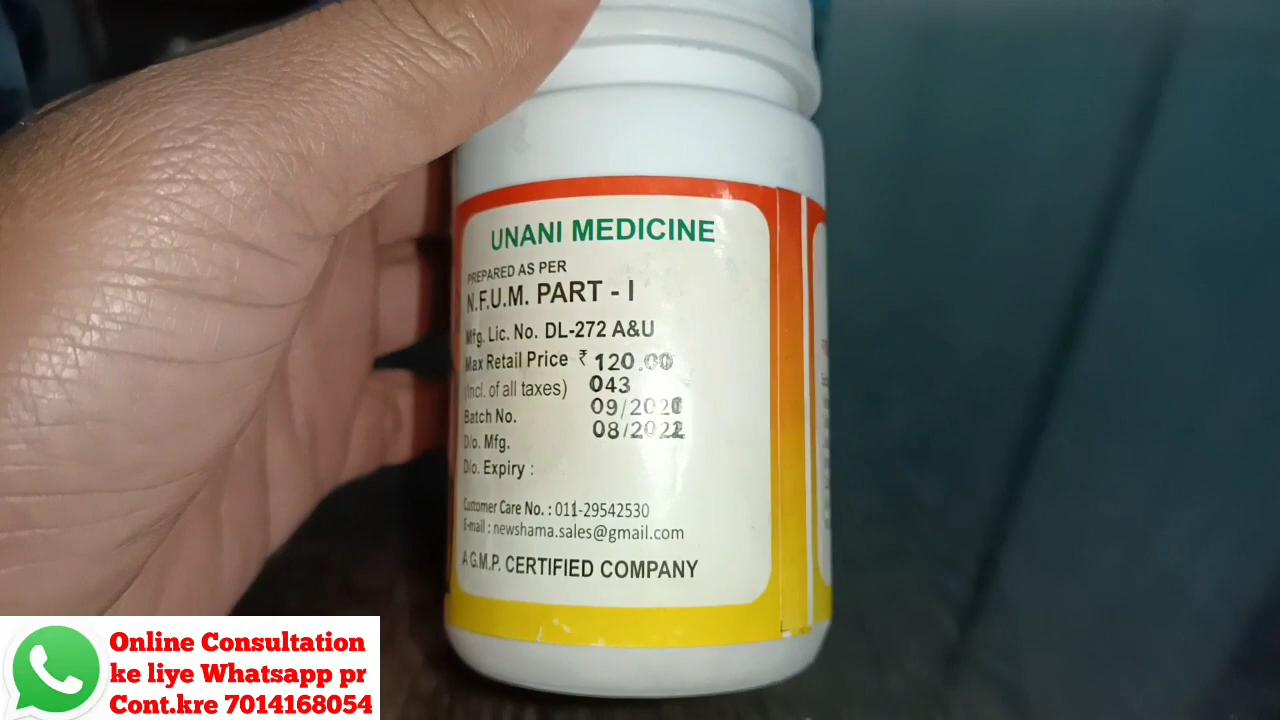 UNANI MEDICINE
PREPARED AS PER
N.F.U.M. PART - I
Mfg. Lic. No. DL-272 A&U
Max Retail Price ₹ 120.00
(Incl. of all taxes) 043
Batch No. 09/2021
D/o. Mfg. 08/2022
D/o. Expiry :
Customer Care No. : 011-29542530
E-mail : newshama.sales@gmail.com
A G.M.P. CERTIFIED COMPANY
Online Consultation
ke liye Whatsapp pr
Cont.kre 7014168054